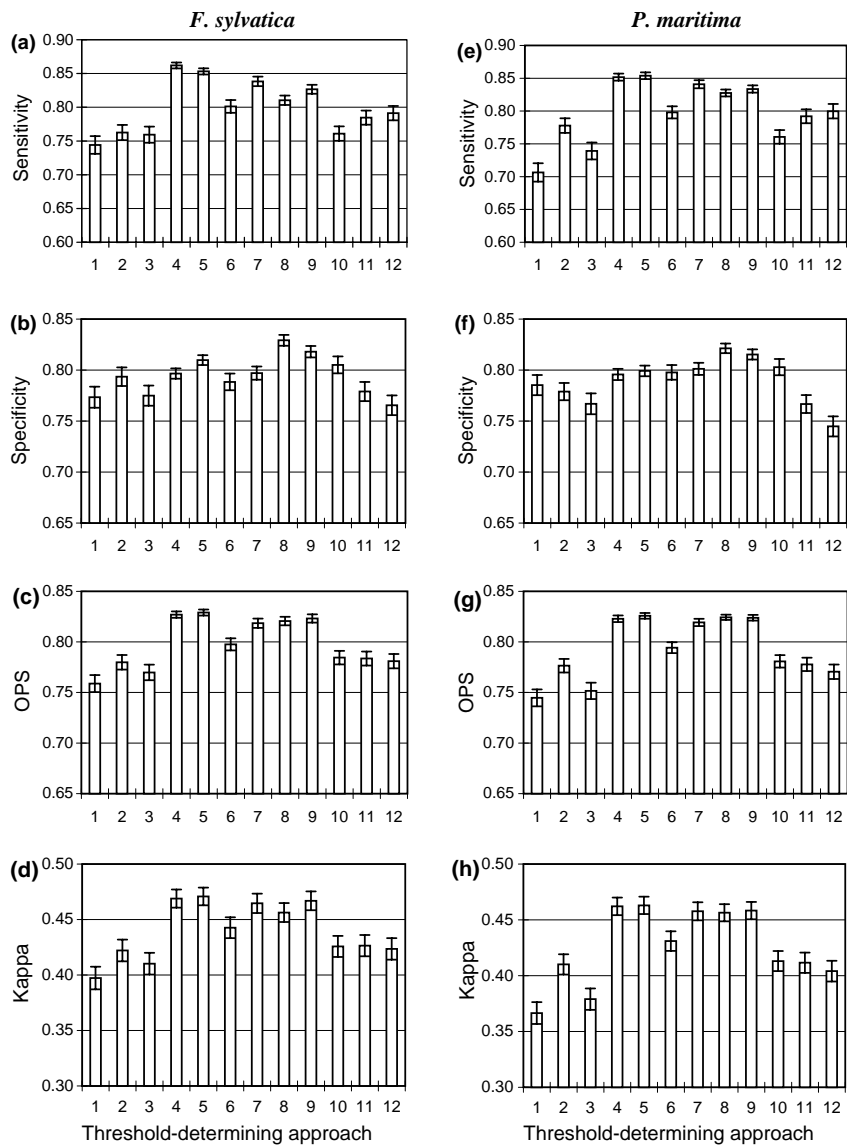 F. sylvatica
(a)
Sensitivity
0.90
0.85
0.80
0.75
0.70
0.65
0.60
1 2 3 4 5 6 7 8 9 10 11 12
(b)
Specificity
0.85
0.80
0.75
0.70
0.65
1 2 3 4 5 6 7 8 9 10 11 12
(c)
OPS
0.85
0.80
0.75
0.70
0.65
1 2 3 4 5 6 7 8 9 10 11 12
(d)
Kappa
0.50
0.45
0.40
0.35
0.30
1 2 3 4 5 6 7 8 9 10 11 12
Threshold-determining approach
P. maritima
(e)
Sensitivity
0.90
0.85
0.80
0.75
0.70
0.65
0.60
1 2 3 4 5 6 7 8 9 10 11 12
(f)
Specificity
0.85
0.80
0.75
0.70
0.65
1 2 3 4 5 6 7 8 9 10 11 12
(g)
OPS
0.85
0.80
0.75
0.70
0.65
1 2 3 4 5 6 7 8 9 10 11 12
(h)
Kappa
0.50
0.45
0.40
0.35
0.30
1 2 3 4 5 6 7 8 9 10 11 12
Threshold-determining approach